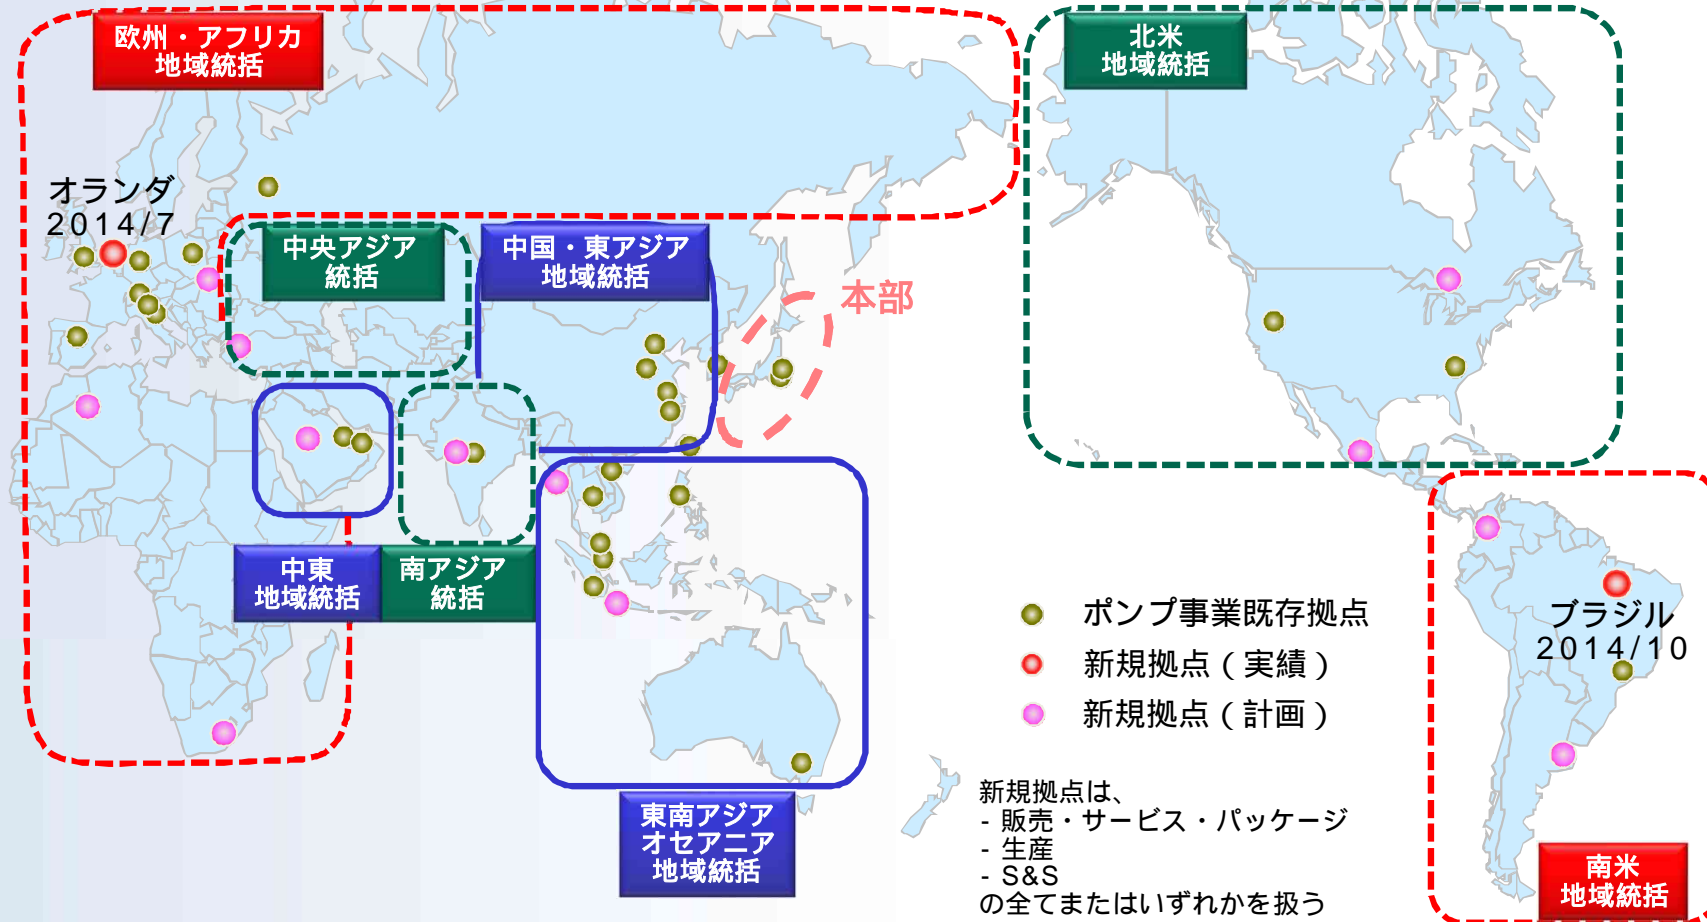 欧州・アフリカ
地域統括
北米
地域統括
オランダ
2014/7
中央アジア
統括
中国・東アジア
地域統括
本部
中東
地域統括
南アジア
統括
ポンプ事業既存拠点
新規拠点（実績）
新規拠点（計画）
ブラジル
2014/10
東南アジア
オセアニア
地域統括
新規拠点は、
- 販売・サービス・パッケージ
- 生産
- S&S
の全てまたはいずれかを扱う
南米
地域統括